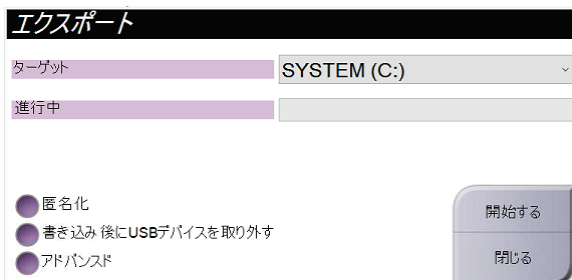 エクスポート
ターゲット
SYSTEM (C:)
進行中
匿名化
書き込み後にUSBデバイスを取り外す
アドバンスド
開始する
閉じる